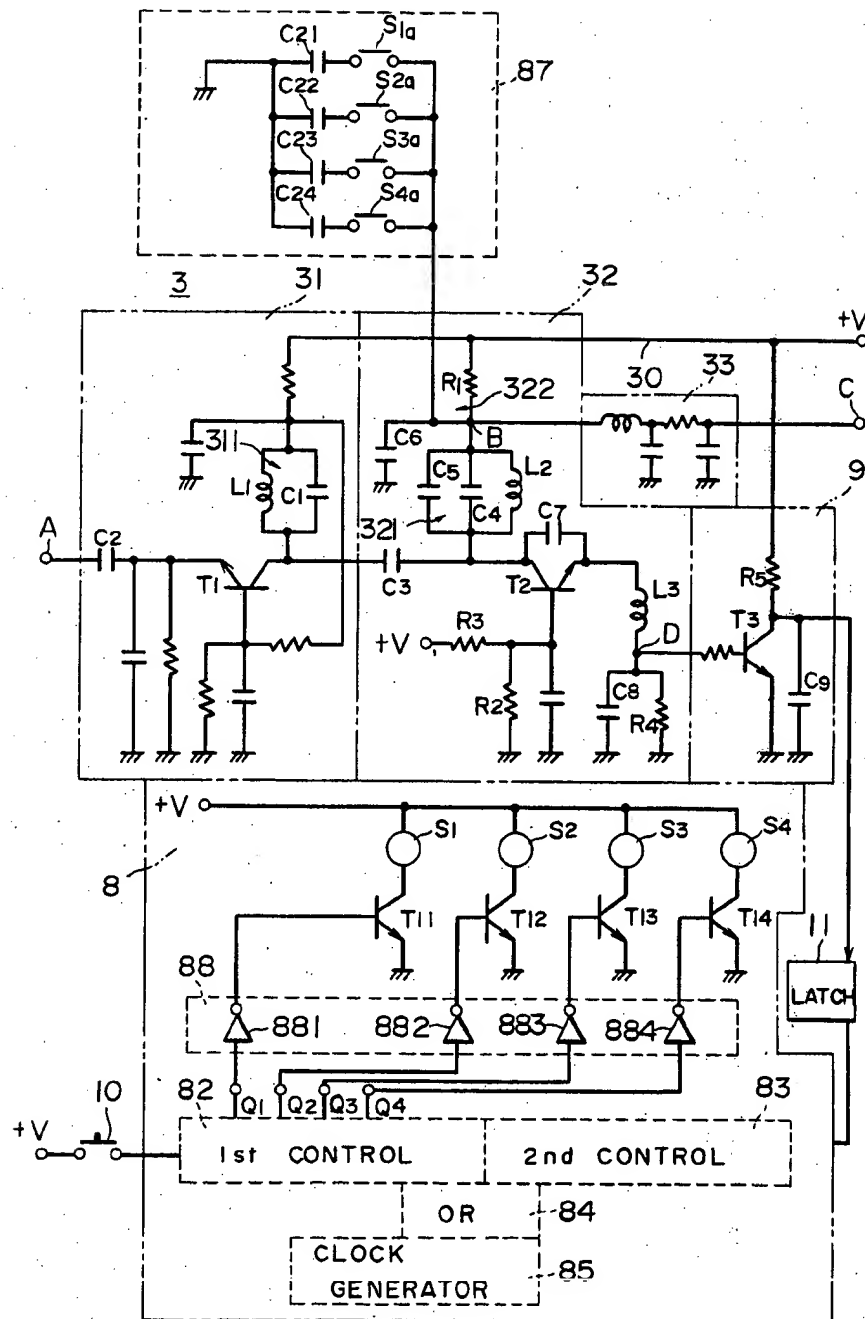 C21
S1a
87
C22
S2a
C23
S3a
C24
S4a
3
31
32
+V
R1
30
33
C
322
311
C6
B
9
L1
C1
C5
C4
L2
A
C2
321
C7
T1
C3
T2
L3
R5
R3
D
T3
+V
R2
C8
R4
C9
+V
S1
S2
S3
S4
8
T11
T12
T13
T14
11
88
LATCH
881
882
883
884
10
82
Q1
Q2
Q3
Q4
83
+V
1st CONTROL
2nd CONTROL
OR
84
CLOCK
GENERATOR
85